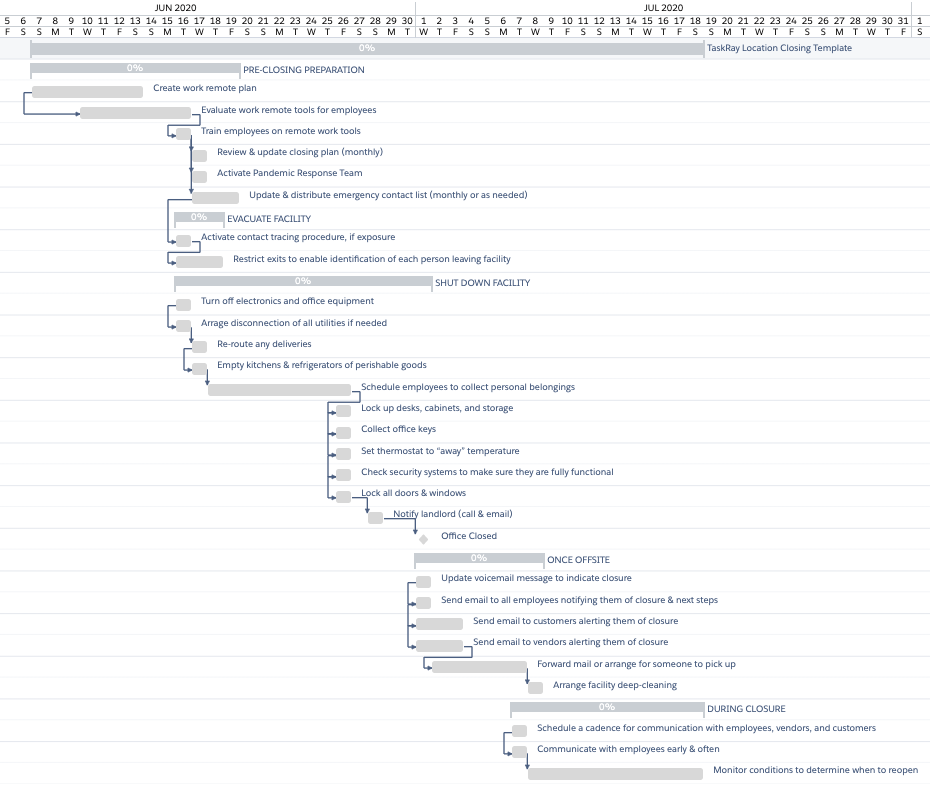 JUN 2020 JUL 2020
5 6 7 8 9 10 11 12 13 14 15 16 17 18 19 20 21 22 23 24 25 26 27 28 29 30 1 2 3 4 5 6 7 8 9 10 11 12 13 14 15 16 17 18 19 20 21 22 23 24 25 26 27 28 29 30 31 1
F S S M T W T F S S M T W T F S S M T W T F S S M T W T F S S M T W T F S S M T W T F S S M T W T F S S M T W T F S
0% TaskRay Location Closing Template
0% PRE-CLOSING PREPARATION
Create work remote plan
Evaluate work remote tools for employees
Train employees on remote work tools
Review & update closing plan (monthly)
Activate Pandemic Response Team
Update & distribute emergency contact list (monthly or as needed)
0% EVACUATE FACILITY
Activate contact tracing procedure, if exposure
Restrict exits to enable identification of each person leaving facility
0% SHUT DOWN FACILITY
Turn off electronics and office equipment
Arrage disconnection of all utilities if needed
Re-route any deliveries
Empty kitchens & refrigerators of perishable goods
Schedule employees to collect personal belongings
Lock up desks, cabinets, and storage
Collect office keys
Set thermostat to “away” temperature
Check security systems to make sure they are fully functional
Lock all doors & windows
Notify landlord (call & email)
Office Closed
0% ONCE OFFSITE
Update voicemail message to indicate closure
Send email to all employees notifying them of closure & next steps
Send email to customers alerting them of closure
Send email to vendors alerting them of closure
Forward mail or arrange for someone to pick up
Arrange facility deep-cleaning
0% DURING CLOSURE
Schedule a cadence for communication with employees, vendors, and customers
Communicate with employees early & often
Monitor conditions to determine when to reopen